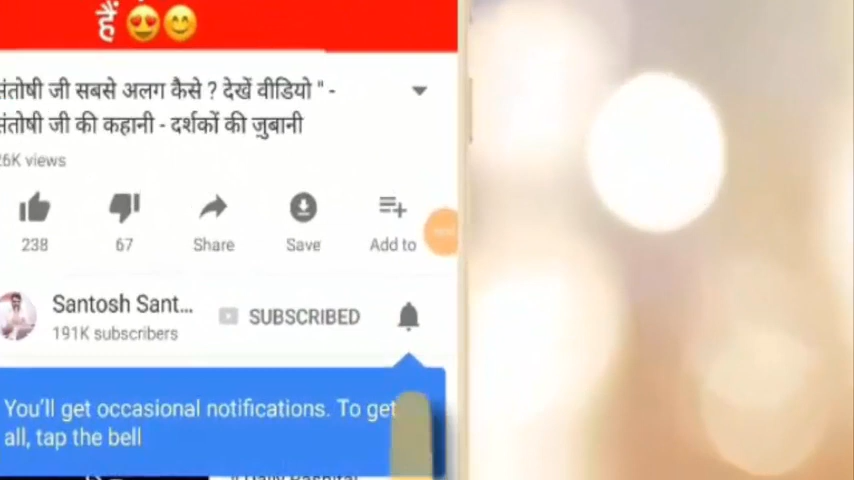 हैं 😍😊
संतोषी जी सबसे अलग कैसे ? देखें वीडियो " -
संतोषी जी की कहानी - दर्शकों की जुबानी
26K views
238
67
Share
Save
Add to
Santosh Sant...
191K subscribers
SUBSCRIBED
You'll get occasional notifications. To get
all, tap the bell